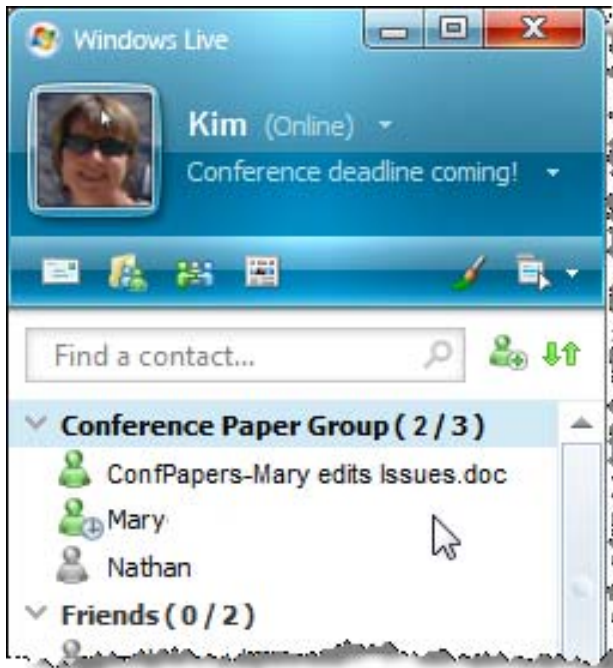 Windows Live
Kim (Online)
Conference deadline coming!
Find a contact...
Conference Paper Group ( 2 / 3 )
ConfPapers-Mary edits Issues.doc
Mary
Nathan
Friends ( 0 / 2 )